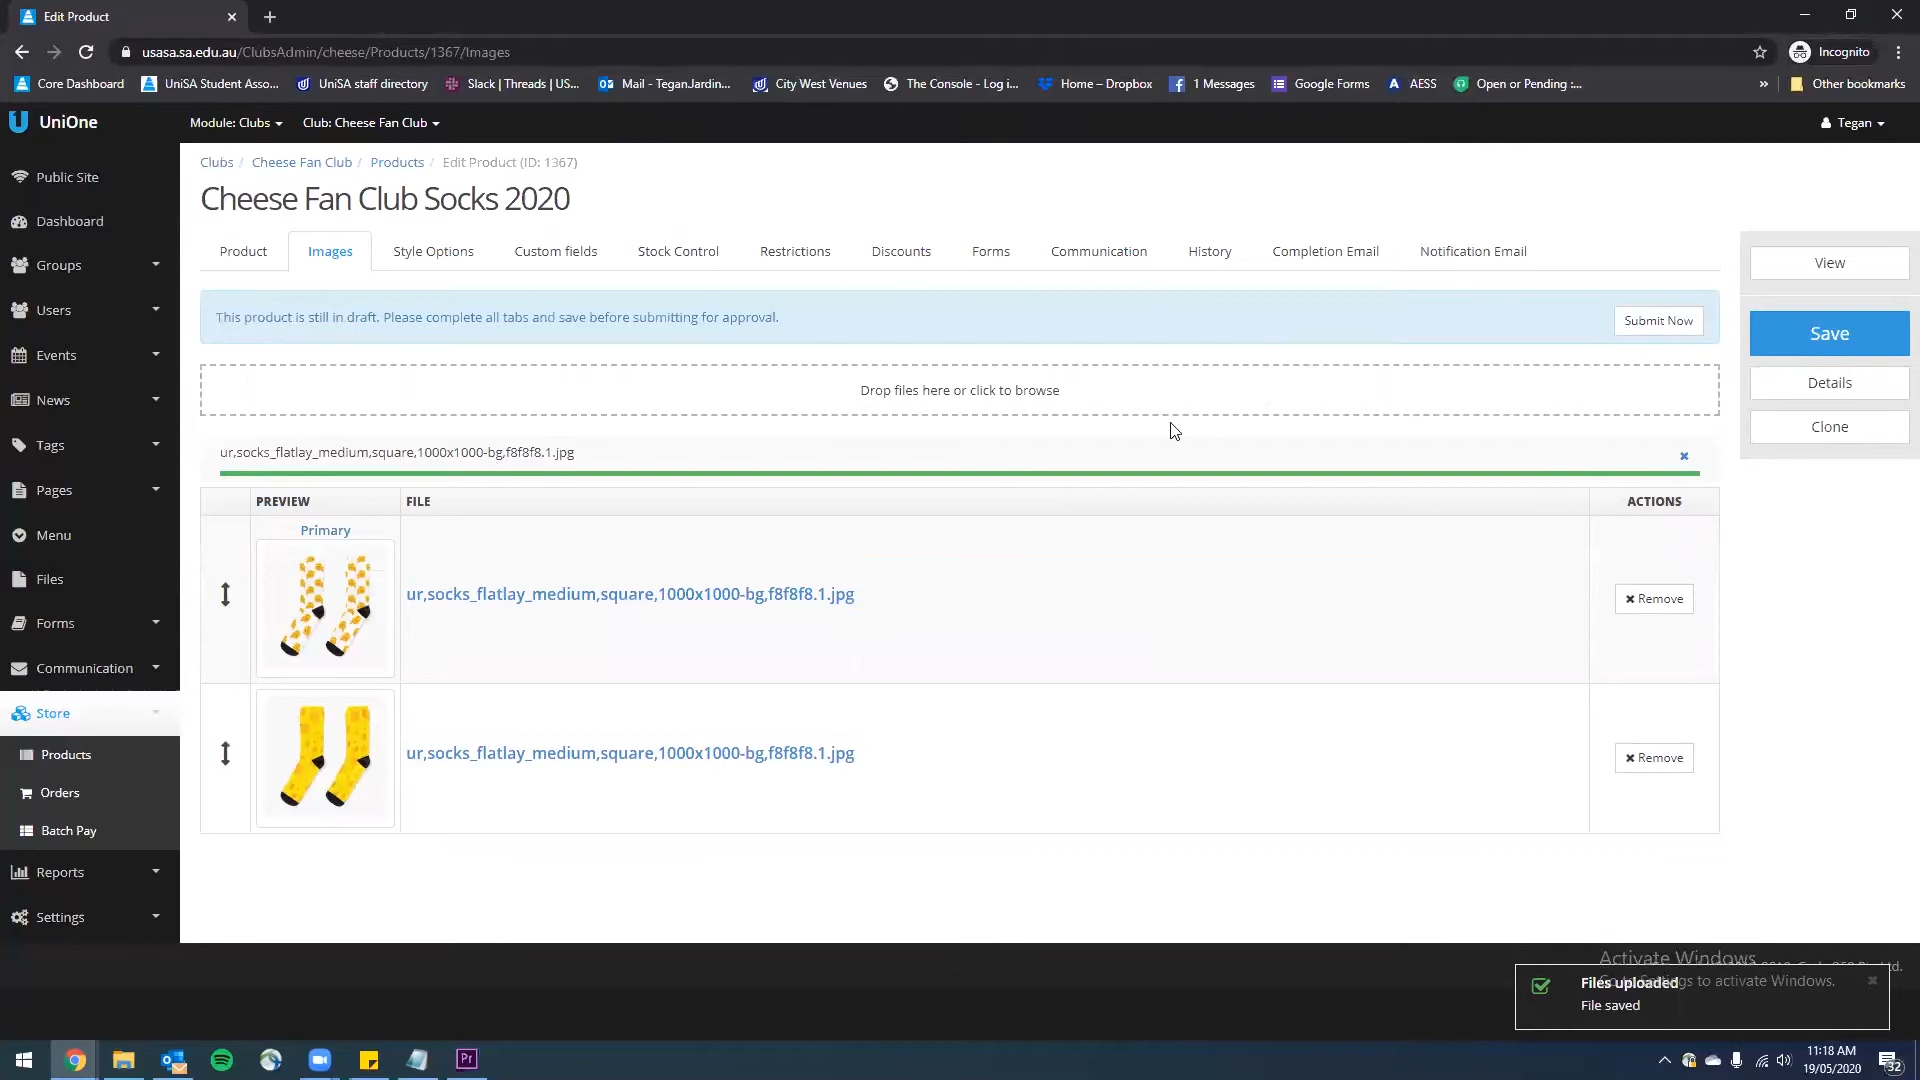 Edit Product
usasa.sa.edu.au/ClubsAdmin/cheese/Products/1367/Images
Incognito
Core Dashboard
UniSA Student Asso...
UniSA staff directory
Slack | Threads | US...
Mail - TeganJardin...
City West Venues
The Console - Log i...
Home – Dropbox
1 Messages
Google Forms
AESS
Open or Pending :...
»
Other bookmarks
UniOne
Module: Clubs
Club: Cheese Fan Club
Tegan
Public Site
Dashboard
Groups
Users
Events
News
Tags
Pages
Menu
Files
Forms
Communication
Store
Products
Orders
Batch Pay
Reports
Settings
Clubs / Cheese Fan Club / Products / Edit Product (ID: 1367)
Cheese Fan Club Socks 2020
Product
Images
Style Options
Custom fields
Stock Control
Restrictions
Discounts
Forms
Communication
History
Completion Email
Notification Email
View
Save
Details
Clone
This product is still in draft. Please complete all tabs and save before submitting for approval.
Submit Now
Drop files here or click to browse
ur,socks_flatlay_medium,square,1000x1000-bg,f8f8f8.1.jpg
PREVIEW
FILE
ACTIONS
Primary
ur,socks_flatlay_medium,square,1000x1000-bg,f8f8f8.1.jpg
Remove
ur,socks_flatlay_medium,square,1000x1000-bg,f8f8f8.1.jpg
Remove
Activate Windows
Files uploaded
gs to activate Windows.
File saved
Pr
11:18 AM
19/05/2020
32